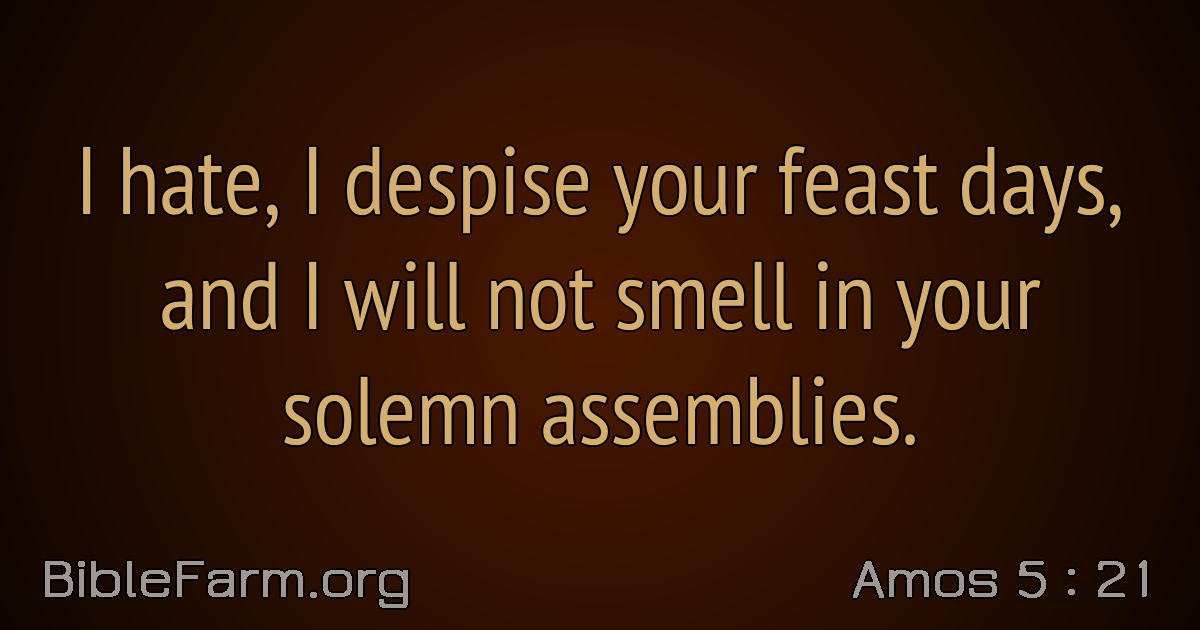 I hate, I despise your feast days,
and I will not smell in your
solemn assemblies.
BibleFarm.org
Amos 5 : 21